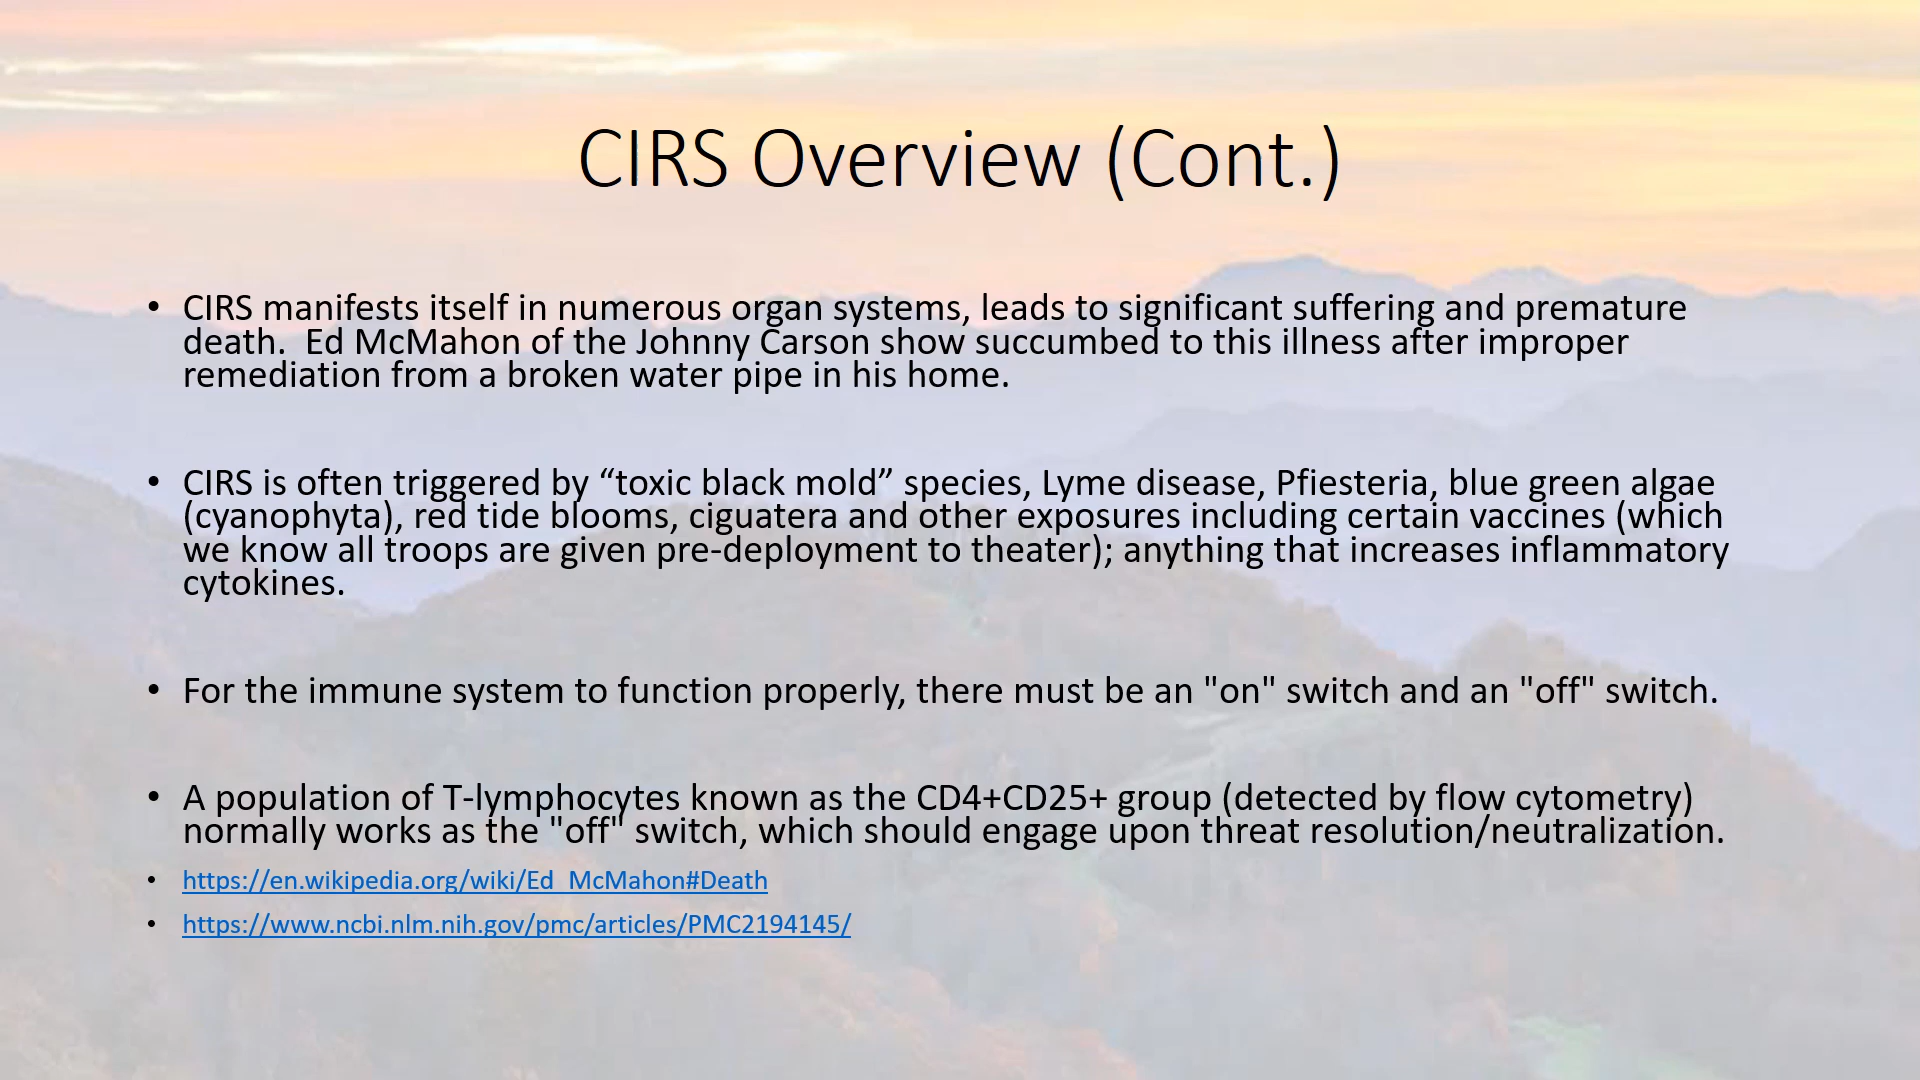 CIRS Overview (Cont.)
• CIRS manifests itself in numerous organ systems, leads to significant suffering and premature
death.  Ed McMahon of the Johnny Carson show succumbed to this illness after improper
remediation from a broken water pipe in his home.
• CIRS is often triggered by “toxic black mold” species, Lyme disease, Pfiesteria, blue green algae
(cyanophyta), red tide blooms, ciguatera and other exposures including certain vaccines (which
we know all troops are given pre-deployment to theater); anything that increases inflammatory
cytokines.
• For the immune system to function properly, there must be an "on" switch and an "off" switch.
• A population of T-lymphocytes known as the CD4+CD25+ group (detected by flow cytometry)
normally works as the "off" switch, which should engage upon threat resolution/neutralization.
• https://en.wikipedia.org/wiki/Ed_McMahon#Death
• https://www.ncbi.nlm.nih.gov/pmc/articles/PMC2194145/